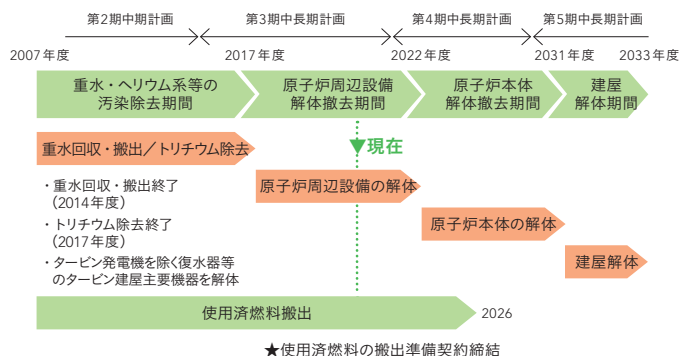 第2期中期計画
第3期中長期計画
第4期中長期計画
第5期中長期計画
2007年度
2017年度
2022年度
2031年度
2033年度
重水・ヘリウム系等の
汚染除去期間
原子炉周辺設備
解体撤去期間
原子炉本体
解体撤去期間
建屋
解体期間
重水回収・搬出/トリチウム除去
▼現在
・重水回収・搬出終了
(2014年度)
・トリチウム除去終了
(2017年度)
・タービン発電機を除く復水器等
のタービン建屋主要機器を解体
原子炉周辺設備の解体
原子炉本体の解体
建屋解体
使用済燃料搬出
2026
★使用済燃料の搬出準備契約締結